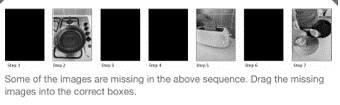 Step 1 Step 2 Step 3 Step 4 Step 5 Step 6 Step 7
Some of the images are missing in the above sequence. Drag the missing
images into the correct boxes.